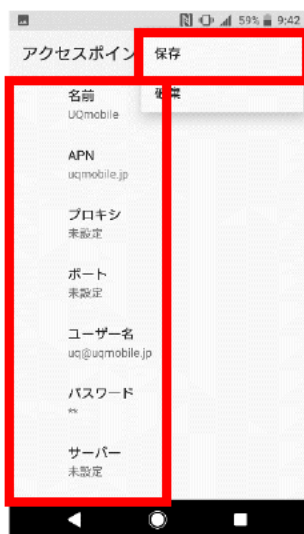 59% 9:42
アクセスポイン
保存
破棄
名前
UQmobile
APN
uqmobile.jp
プロキシ
未設定
ポート
未設定
ユーザー名
uq@uqmobile.jp
パスワード
**
サーバー
未設定